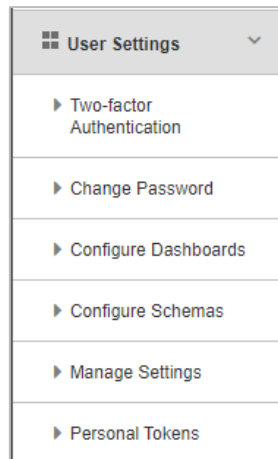 User Settings
Two-factor
Authentication
Change Password
Configure Dashboards
Configure Schemas
Manage Settings
Personal Tokens